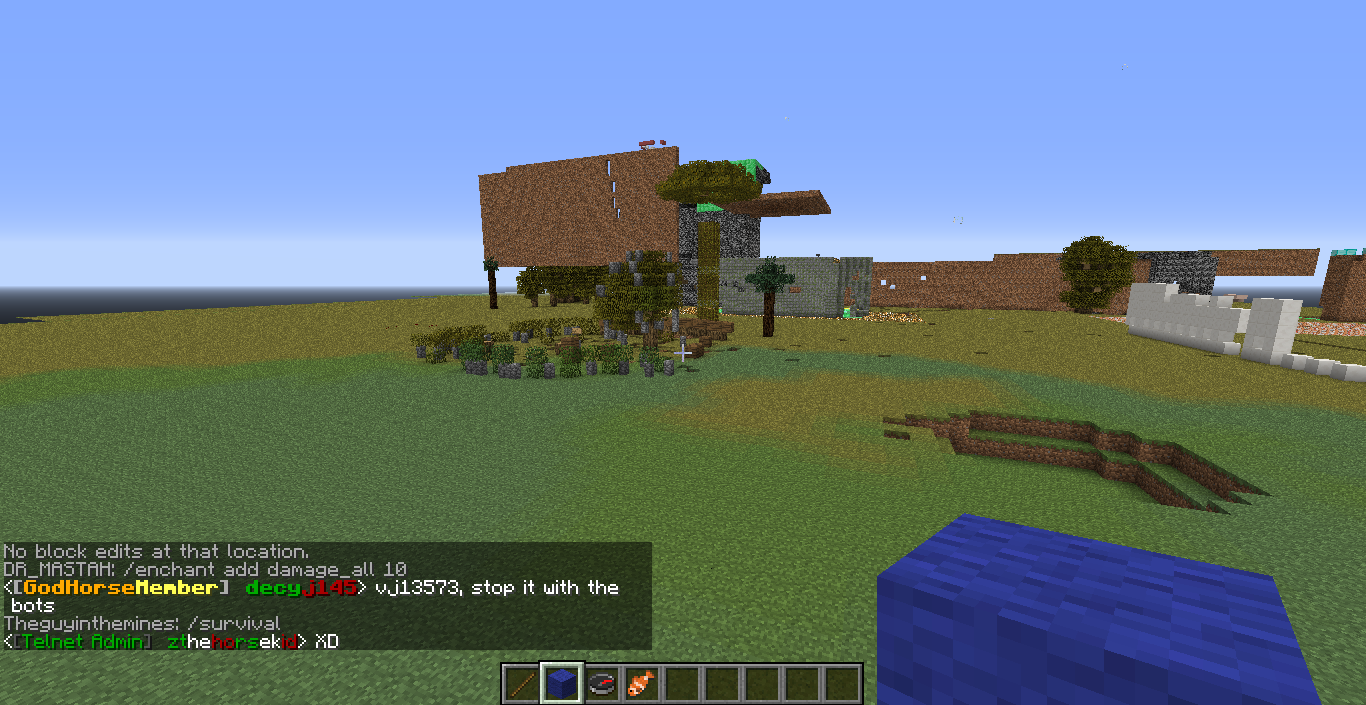 No block edits at that location.
DR_MASTAH: /enchant add damage_all 10
<[GodHorseMember] decyj145> vj13573, stop it with the
bots
Theguyinthemines: /survival
<[Telnet Admin] zthehorsekid> XD